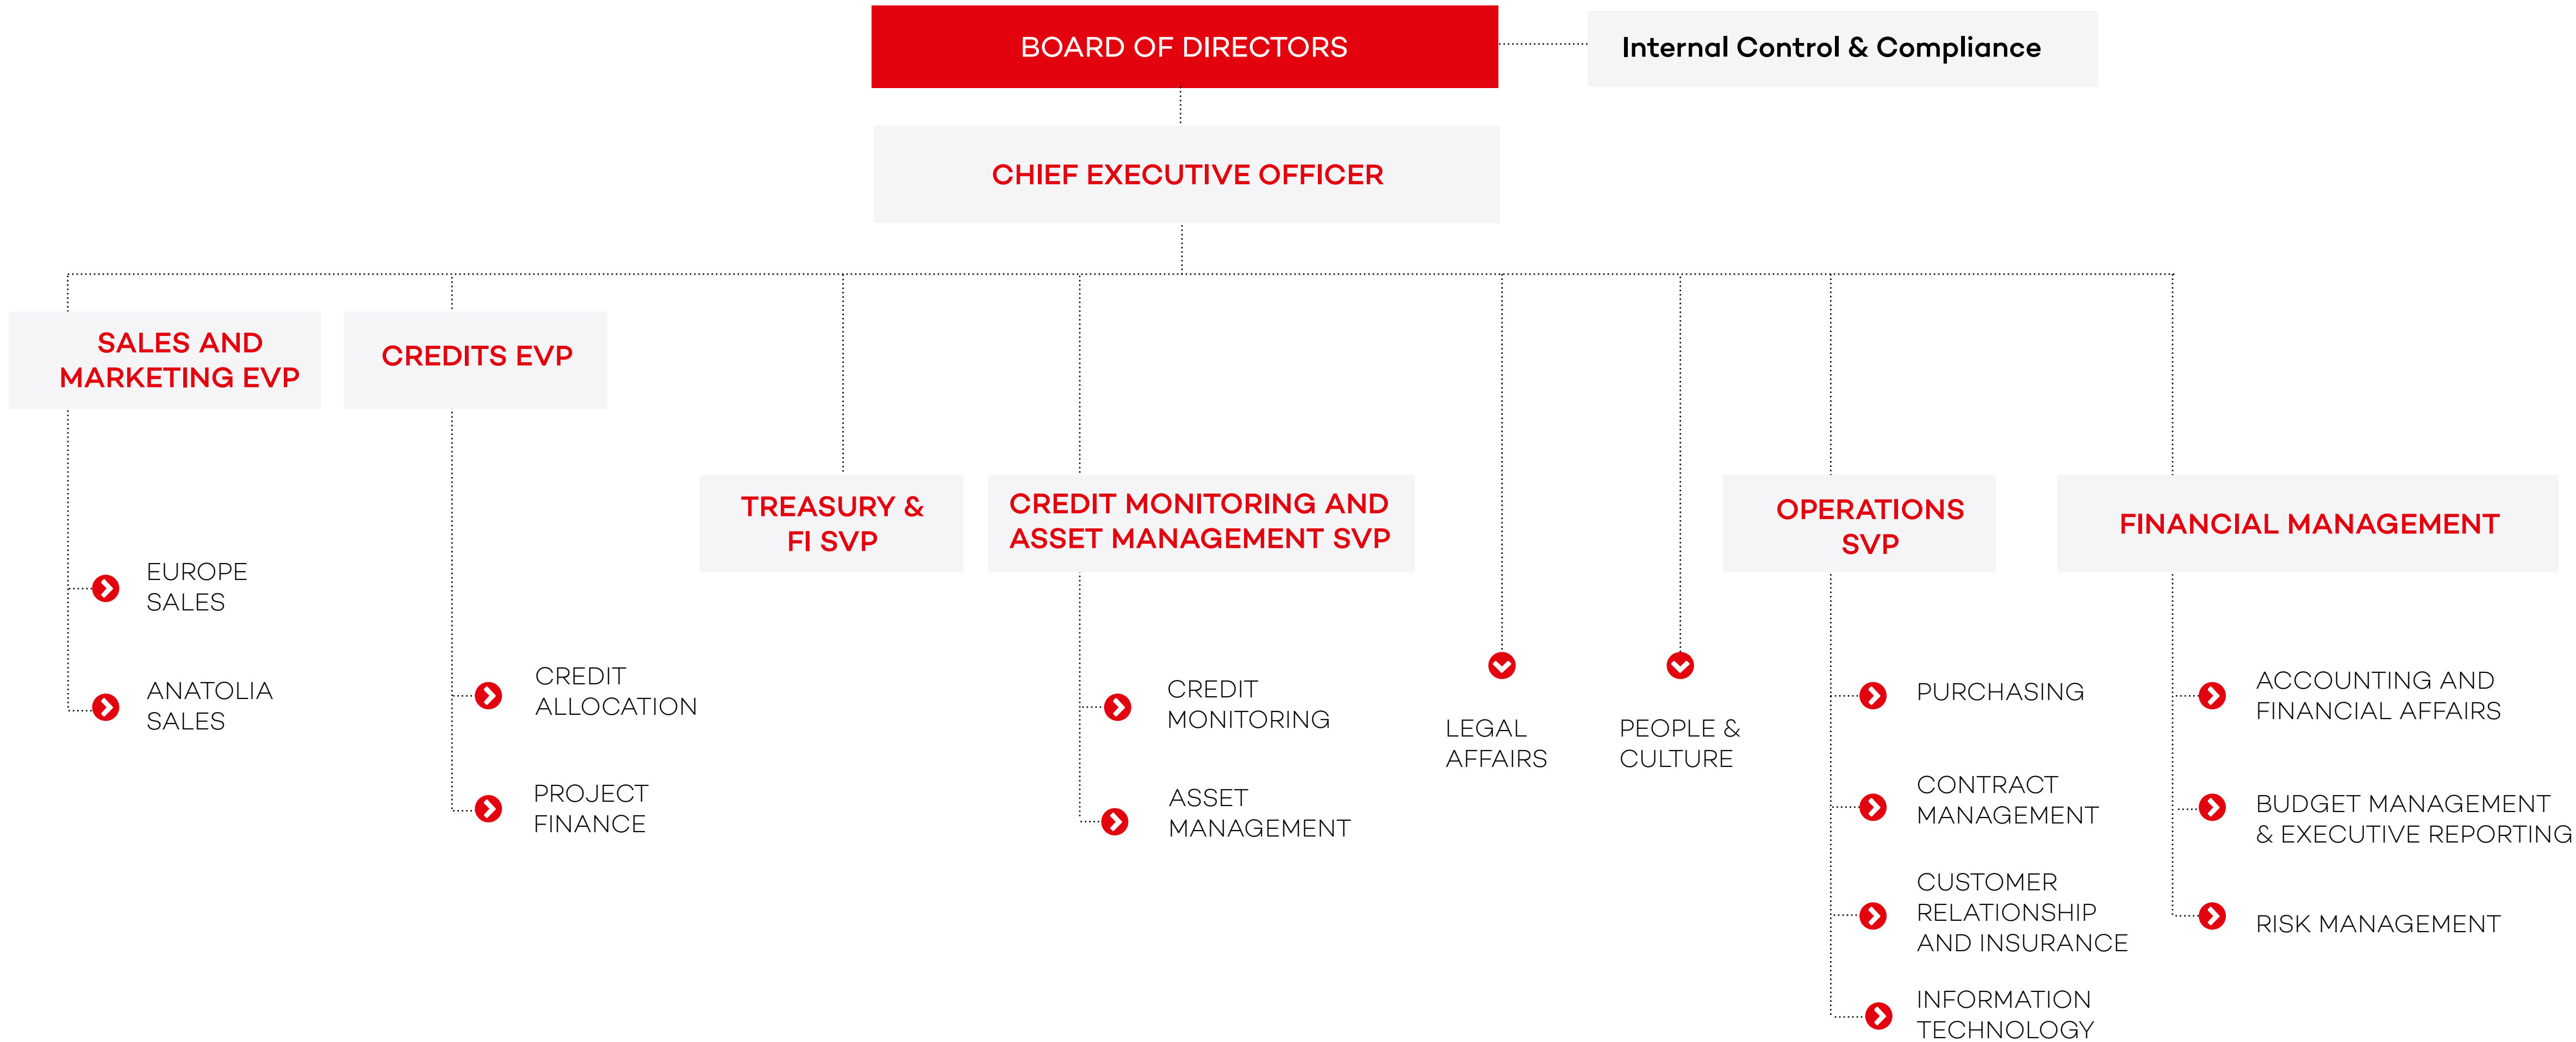 BOARD OF DIRECTORS
Internal Control & Compliance
CHIEF EXECUTIVE OFFICER
SALES AND
MARKETING EVP
EUROPE
SALES
ANATOLIA
SALES
CREDITS EVP
CREDIT
ALLOCATION
PROJECT
FINANCE
TREASURY &
FI SVP
CREDIT MONITORING AND
ASSET MANAGEMENT SVP
CREDIT
MONITORING
ASSET
MANAGEMENT
LEGAL
AFFAIRS
PEOPLE &
CULTURE
OPERATIONS
SVP
PURCHASING
CONTRACT
MANAGEMENT
CUSTOMER
RELATIONSHIP
AND INSURANCE
INFORMATION
TECHNOLOGY
FINANCIAL MANAGEMENT
ACCOUNTING AND
FINANCIAL AFFAIRS
BUDGET MANAGEMENT
& EXECUTIVE REPORTING
RISK MANAGEMENT